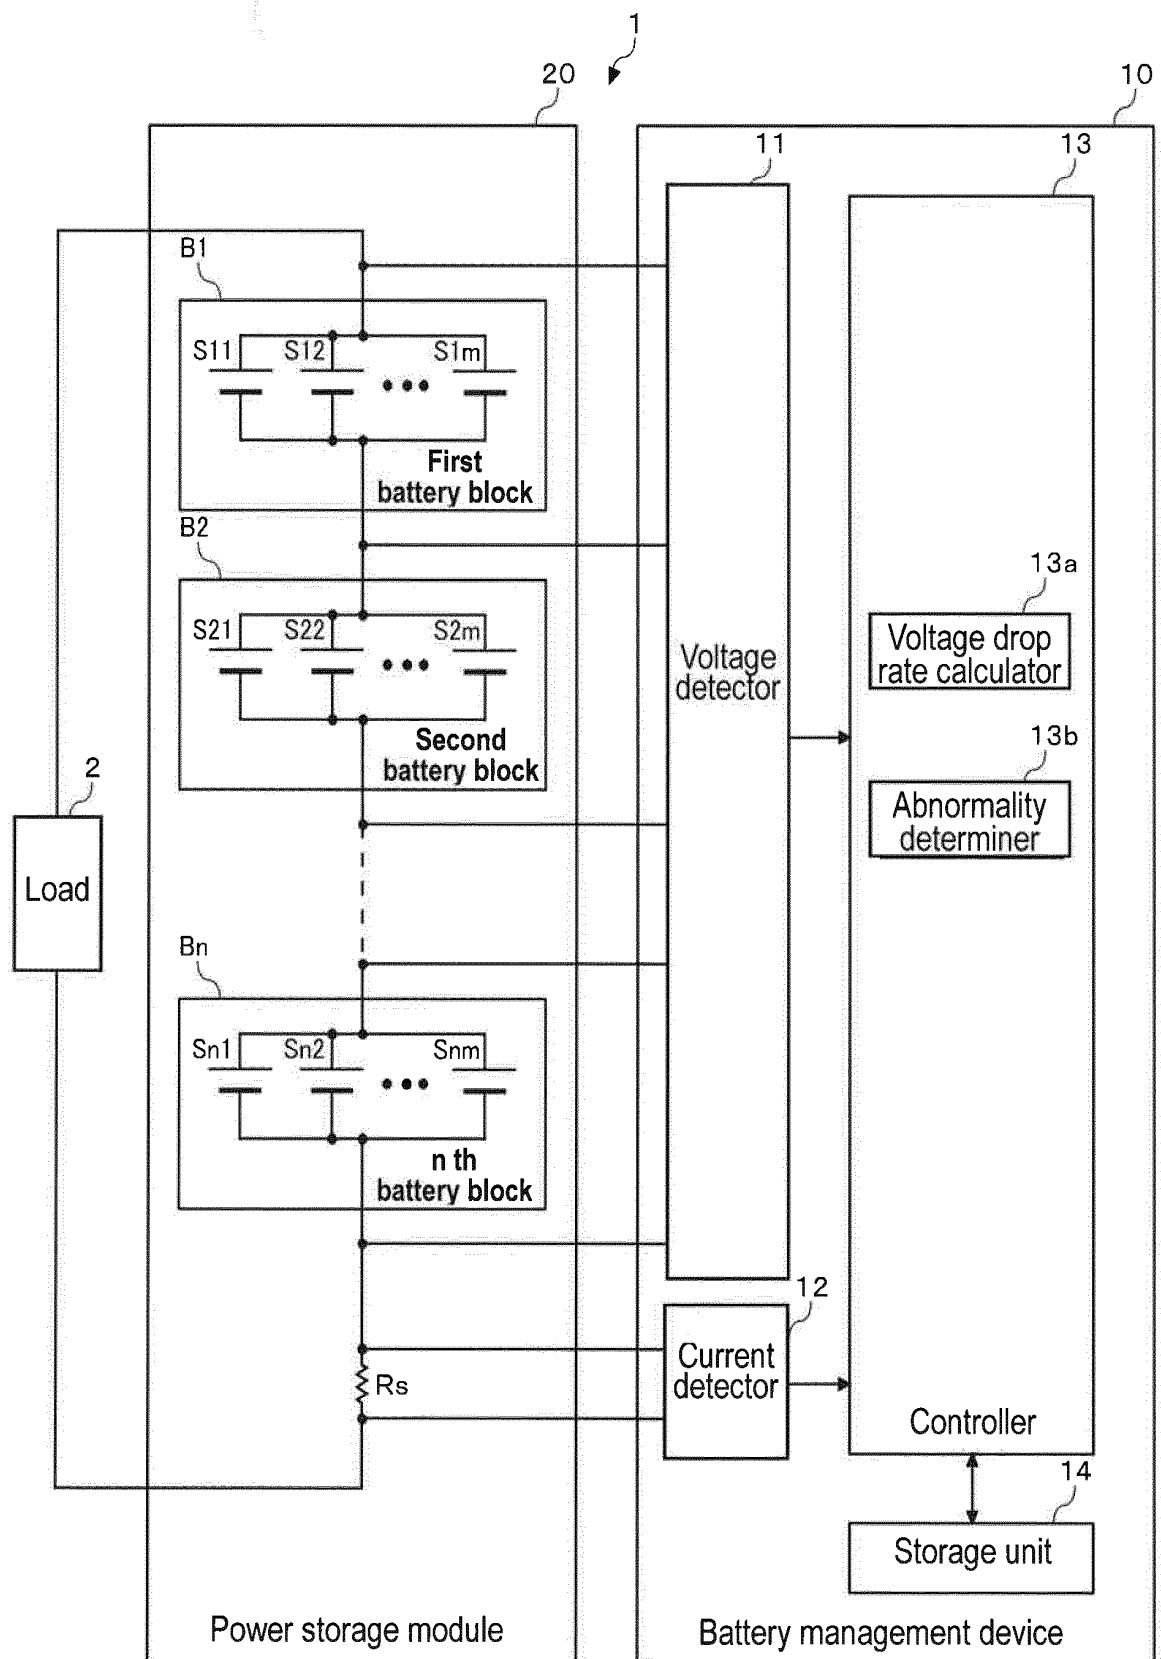 1
20
10
11
13
B1
S11
S12
S1m
First
battery block
B2
S21
S22
S2m
Second
battery block
Voltage
detector
13a
Voltage drop
rate calculator
13b
Abnormality
determiner
2
Load
Bn
Sn1
Sn2
Snm
n th
battery block
12
Rs
Current
detector
Controller
14
Storage unit
Power storage module
Battery management device